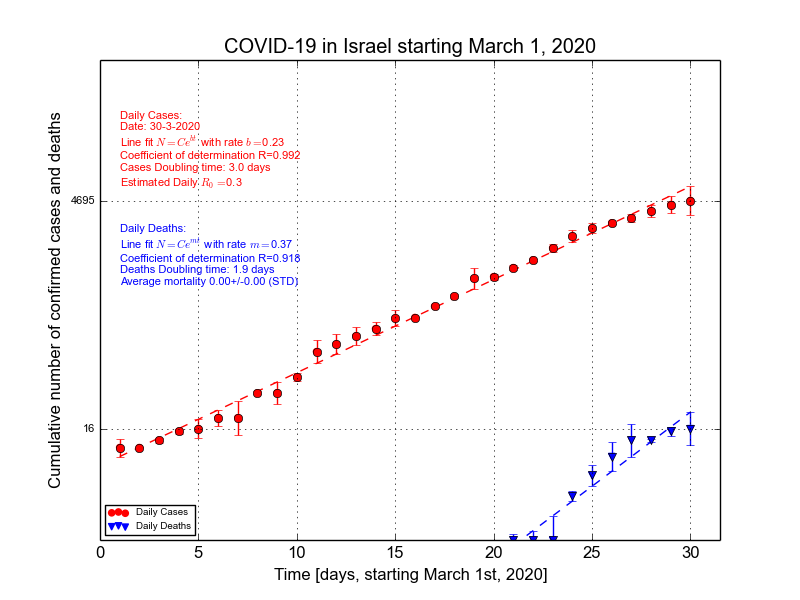 COVID-19 in Israel starting March 1, 2020
Cumulative number of confirmed cases and deaths
Daily Cases:
Date: 30-3-2020
Line fit N=Ce^{bt} with rate b=0.23
Coefficient of determination R=0.992
Cases Doubling time: 3.0 days
Estimated Daily R_0=0.3
4695
Daily Deaths:
Line fit N=Ce^{mt} with rate m=0.37
Coefficient of determination R=0.918
Deaths Doubling time: 1.9 days
Average mortality 0.00+/-0.00 (STD)
16
Daily Cases
Daily Deaths
0 5 10 15 20 25 30
Time [days, starting March 1st, 2020]